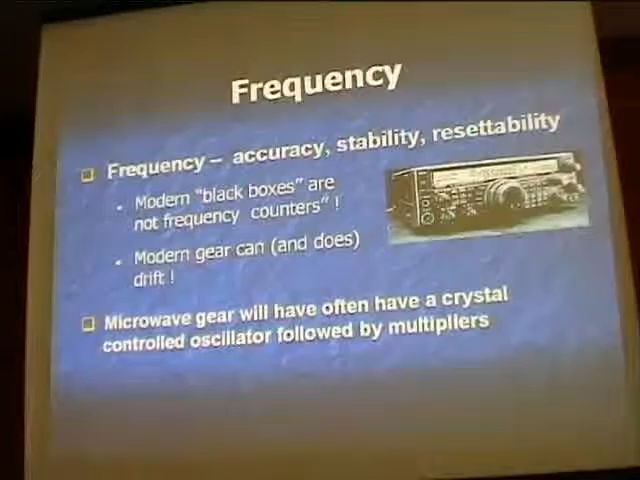 Frequency
Frequency – accuracy, stability, resettability
Modern "black boxes" are
not frequency counters" !
Modern gear can (and does)
drift !
Microwave gear will have often have a crystal
controlled oscillator followed by multipliers